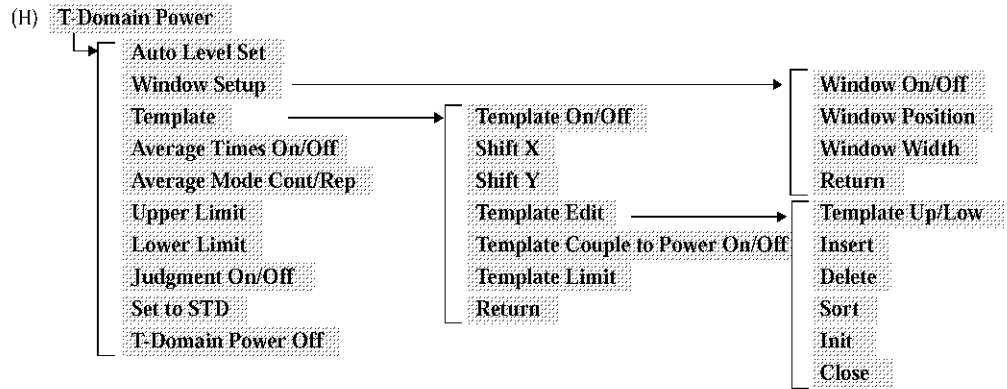 (H) T-Domain Power
Auto Level Set
Window Setup
Template
Average Times On/Off
Average Mode Cont/Rep
Upper Limit
Lower Limit
Judgment On/Off
Set to STD
T-Domain Power Off
Template On/Off
Shift X
Shift Y
Template Edit
Template Couple to Power On/Off
Template Limit
Return
Window On/Off
Window Position
Window Width
Return
Template Up/Low
Insert
Delete
Sort
Init
Close